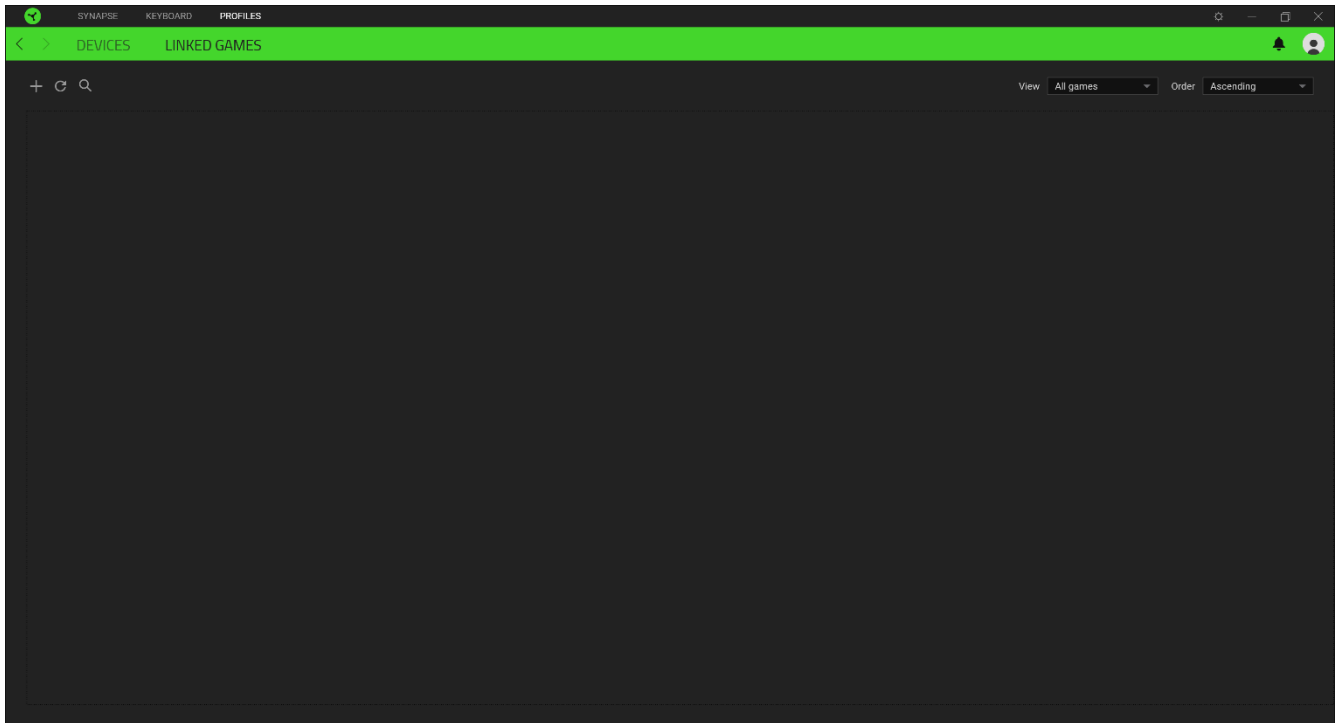 SYNAPSE KEYBOARD PROFILES
DEVICES LINKED GAMES
View All games Order Ascending